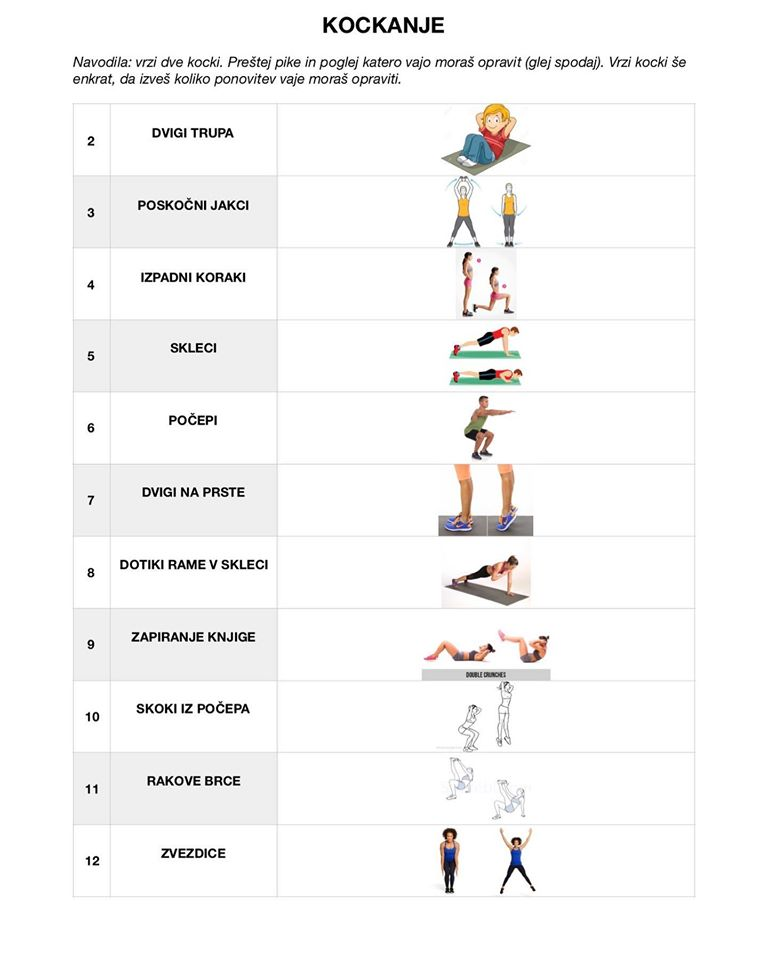 KOCKANJE
Navodila: vrzi dve kocki. Preštej pike in poglej katero vajo moraš opravit (glej spodaj). Vrzi kocki še
enkrat, da izveš koliko ponovitev vaje moraš opraviti.
2 DVIGI TRUPA
3 POSKOČNI JAKCI
4 IZPADNI KORAKI
5 SKLECI
6 POČEPI
7 DVIGI NA PRSTE
8 DOTIKI RAME V SKLECI
9 ZAPIRANJE KNJIGE
DOUBLE CRUNCHES
10 SKOKI IZ POČEPA
11 RAKOVE BRCE
12 ZVEZDICE